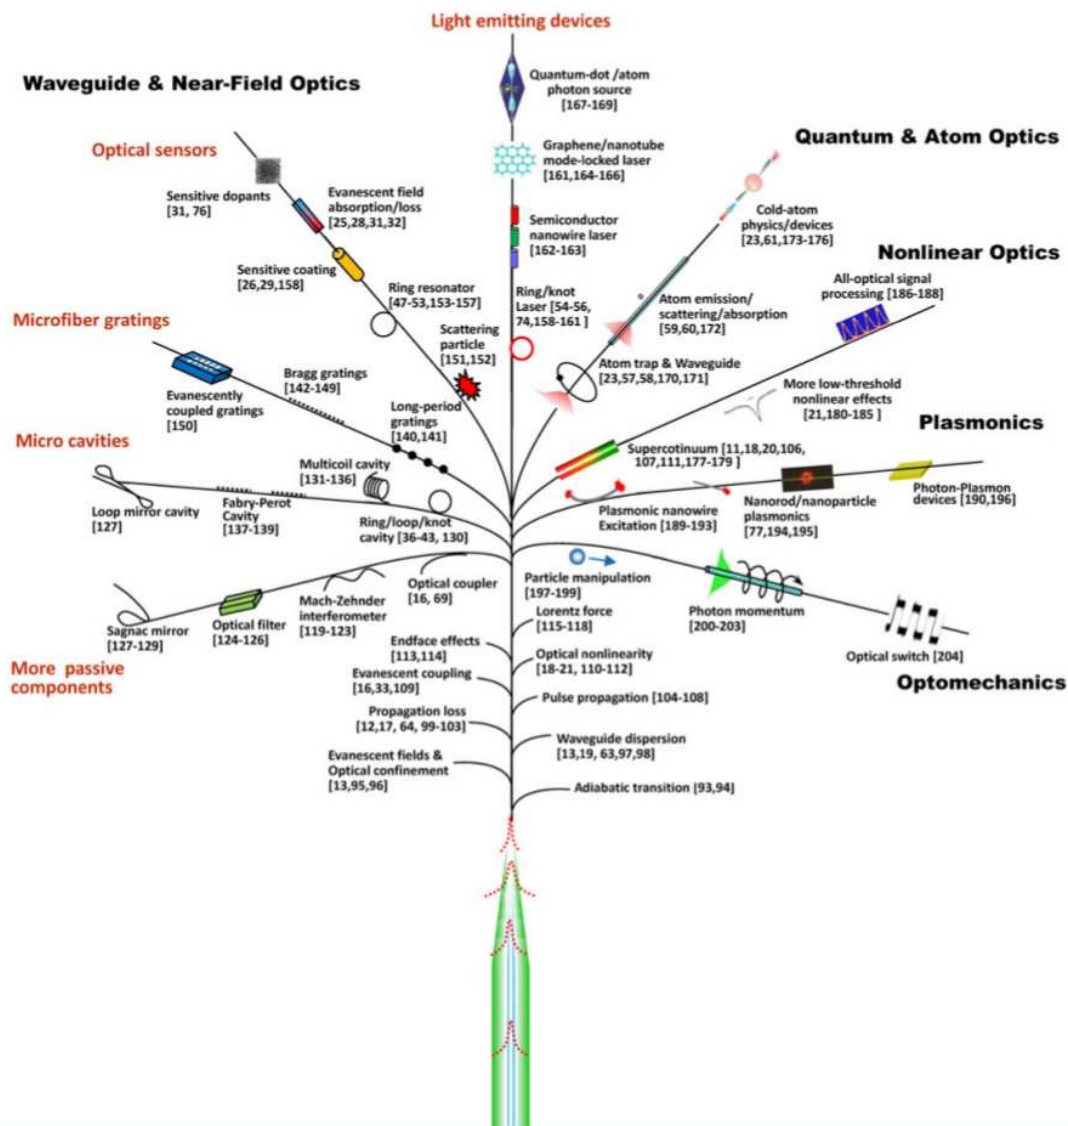 Light emitting devices
Waveguide & Near-Field Optics
Quantum-dot /atom
photon source
[167-169]
Quantum & Atom Optics
Optical sensors
Graphene/nanotube
mode-locked laser
[161,164-166]
Sensitive dopants
[31, 76]
Evanescent field
absorption/loss
[25,28,31,32]
Semiconductor
nanowire laser
[162-163]
Cold-atom
physics/devices
[23,61,173-176]
Nonlinear Optics
Sensitive coating
[26,29,158]
Ring resonator
[47-53,153-157]
Ring/knot
Laser [54-56,
74,158-161 ]
Atom emission/
scattering/absorption
[59,60,172]
All-optical signal
processing [186-188]
Microfiber gratings
Scattering
particle
[151,152]
Atom trap & Waveguide
[23,57,58,170,171]
Bragg gratings
[142-149]
Evanescently
coupled gratings
[150]
Long-period
gratings
[140,141]
More low-threshold
nonlinear effects
[21,180-185 ]
Plasmonics
Micro cavities
Multicoil cavity
[131-136]
Supercotinuum [11,18,20,106,
107,111,177-179 ]
Loop mirror cavity
[127]
Fabry-Perot
Cavity
[137-139]
Ring/loop/knot
cavity [36-43, 130]
Plasmonic nanowire
Excitation [189-193]
Nanorod/nanoparticle
plasmonics
[77,194,195]
Photon-Plasmon
devices [190,196]
Optical coupler
[16, 69]
Particle manipulation
[197-199]
Sagnac mirror
[127-129]
Optical filter
[124-126]
Mach-Zehnder
interferometer
[119-123]
Lorentz force
[115-118]
Photon momentum
[200-203]
Optical switch [204]
More passive
components
Endface effects
[113,114]
Optical nonlinearity
[18-21, 110-112]
Optomechanics
Evanescent coupling
[16,33,109]
Pulse propagation [104-108]
Propagation loss
[12,17, 64, 99-103]
Waveguide dispersion
[13,19, 63,97,98]
Evanescent fields &
Optical confinement
[13,95,96]
Adiabatic transition [93,94]